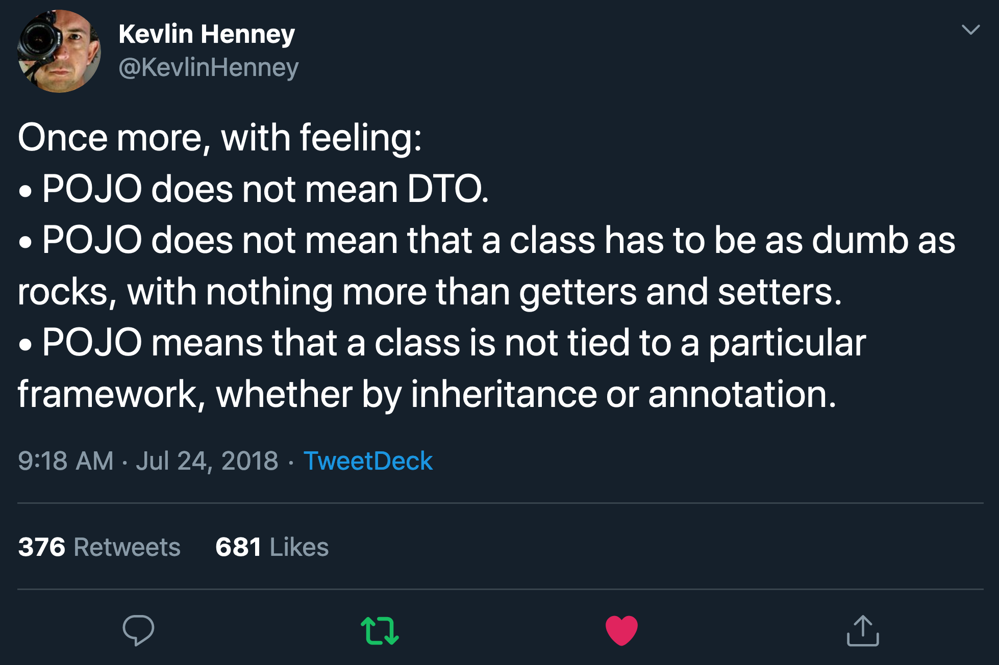 Kevlin Henney
@KevlinHenney
Once more, with feeling:
• POJO does not mean DTO.
• POJO does not mean that a class has to be as dumb as
rocks, with nothing more than getters and setters.
• POJO means that a class is not tied to a particular
framework, whether by inheritance or annotation.
9:18 AM · Jul 24, 2018 · TweetDeck
376 Retweets 681 Likes